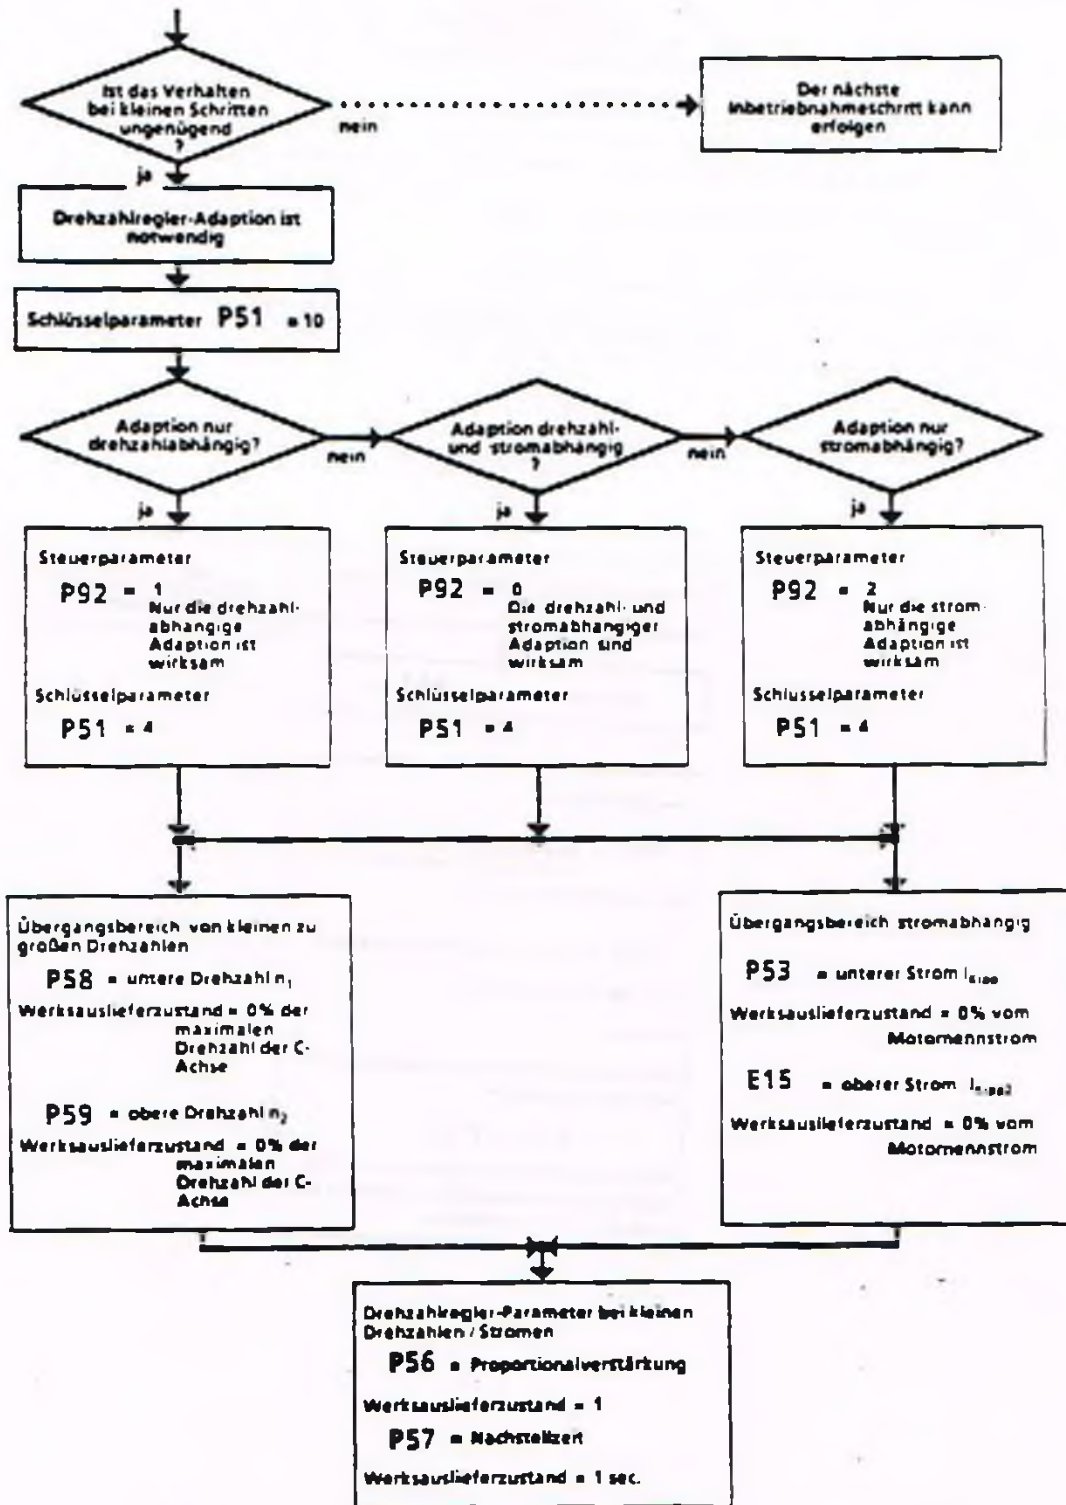 Ist das Verhalten
bei kleinen Schritten
ungenügend
?
nein
Der nächste
Inbetriebnahmeschritt kann
erfolgen
ja
Drehzahlregler-Adaption ist
notwendig
Schlüsselparameter P51 = 10
Adaption nur
drehzahlabhängig?
nein
Adaption drehzahl-
und stromabhängig
?
nein
Adaption nur
stromabhängig?
ja
ja
ja
Steuerparameter
P92 = 1
Nur die drehzahl-
abhängige
Adaption ist
wirksam
Schlüsselparameter
P51 = 4
Steuerparameter
P92 = 0
Die drehzahl- und
stromabhangiger
Adaption sind
wirksam
Schlüsselparameter
P51 = 4
Steuerparameter
P92 = 2
Nur die strom-
abhängige
Adaption ist
wirksam
Schlüsselparameter
P51 = 4
Übergangsbereich von kleinen zu
großen Drehzahlen
P58 = untere Drehzahl n1
Werksauslieferzustand = 0% der
maximalen
Drehzahl der C-
Achse
P59 = obere Drehzahl n2
Werksauslieferzustand = 0% der
maximalen
Drehzahl der C-
Achse
Übergangsbereich stromabhängig
P53 = unterer Strom
Werksauslieferzustand = 0% vom
Motornennstrom
E15 = oberer Strom
Werksauslieferzustand = 0% vom
Motornennstrom
Drehzahlregler-Parameter bei kleinen
Drehzahlen / Stromen
P56 = Proportionalverstärkung
Werksauslieferzustand = 1
P57 = Nachstellzeit
Werksauslieferzustand = 1 sec.